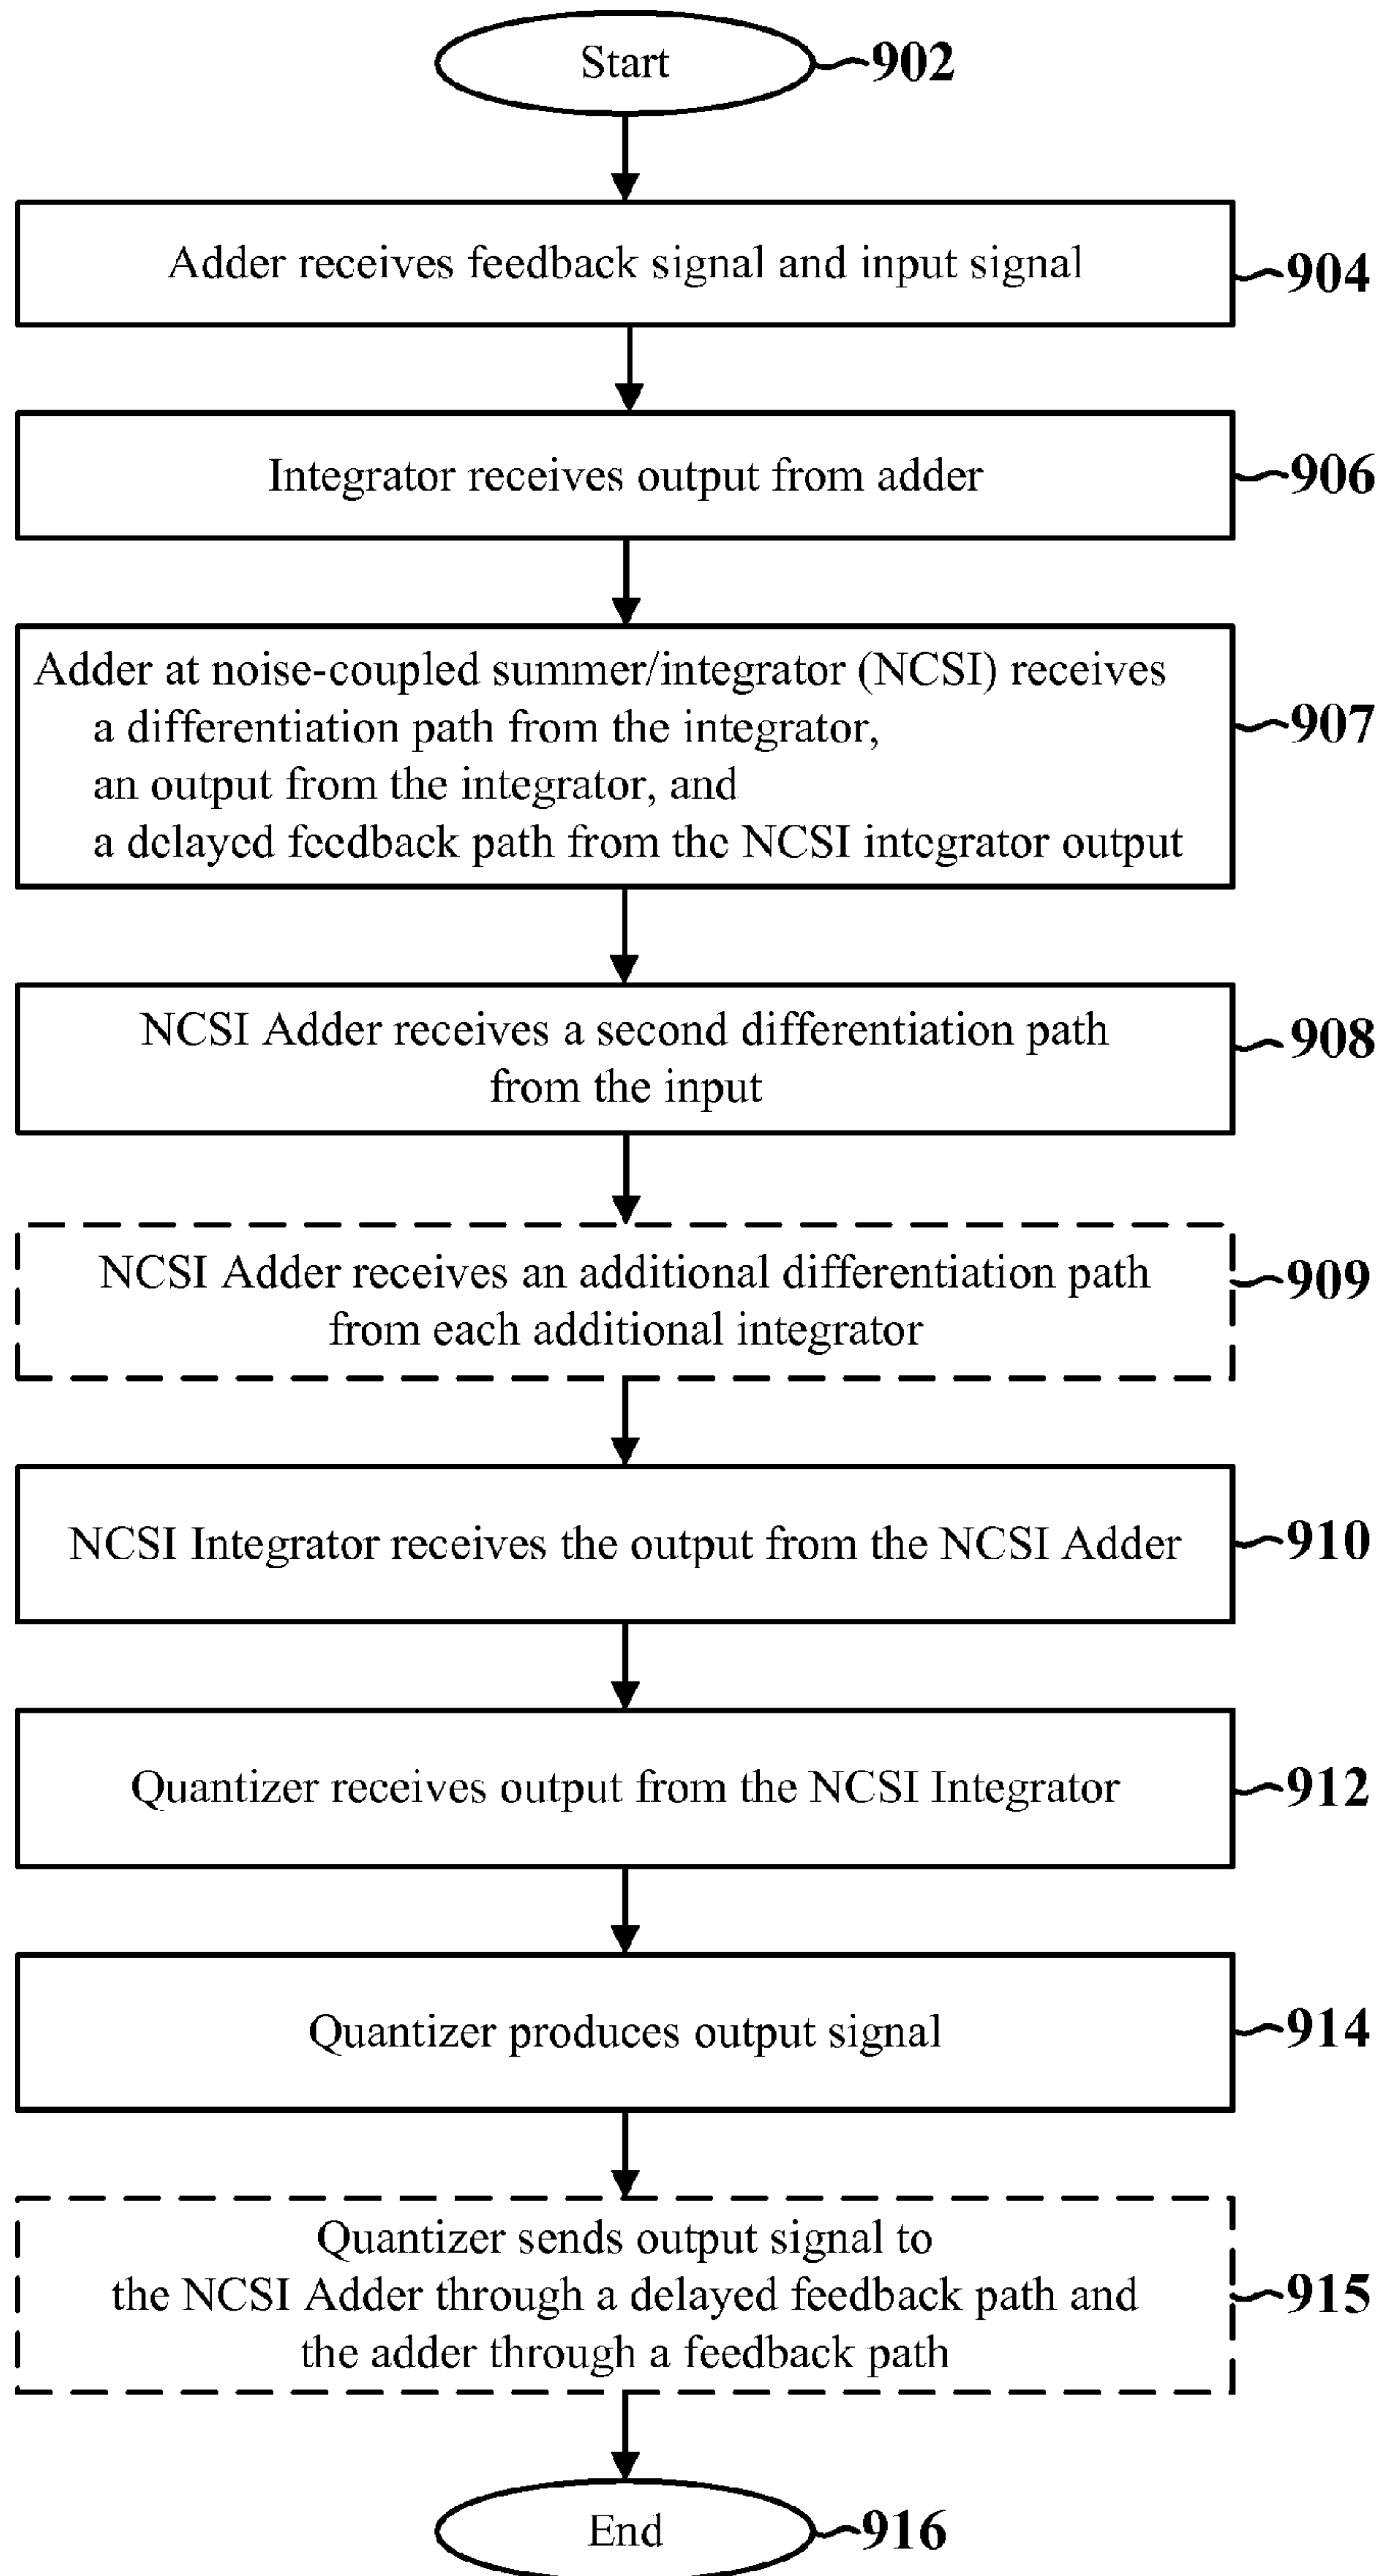 Start
902
Adder receives feedback signal and input signal
904
Integrator receives output from adder
906
Adder at noise-coupled summer/integrator (NCSI) receives
a differentiation path from the integrator,
an output from the integrator, and
a delayed feedback path from the NCSI integrator output
907
NCSI Adder receives a second differentiation path
from the input
908
NCSI Adder receives an additional differentiation path
from each additional integrator
909
NCSI Integrator receives the output from the NCSI Adder
910
Quantizer receives output from the NCSI Integrator
912
Quantizer produces output signal
914
Quantizer sends output signal to
the NCSI Adder through a delayed feedback path and
the adder through a feedback path
915
End
916